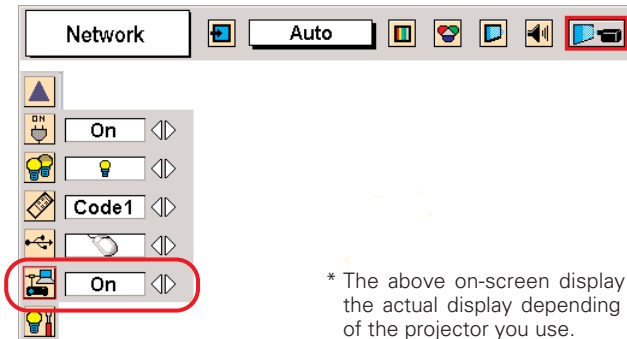 Network
Auto
ON
On
Code1
On
* The above on-screen display
the actual display depending
of the projector you use.